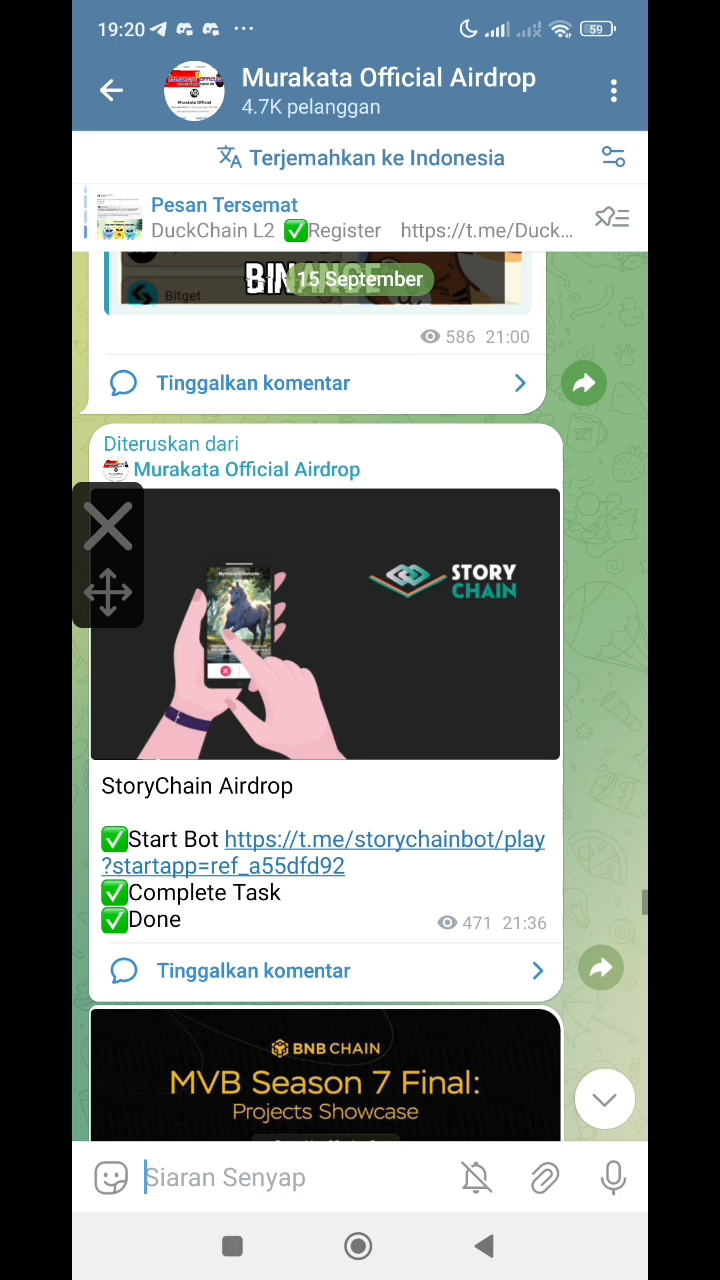 19:20
59
Murakata Official Airdrop
4.7K pelanggan
Terjemahkan ke Indonesia
Pesan Tersemat
DuckChain L2 ✅Register https://t.me/Duck...
Bitget
BINANCE
15 September
586 21:00
Tinggalkan komentar
Diteruskan dari
Murakata Official Airdrop
STORY
CHAIN
StoryChain Airdrop
✅Start Bot https://t.me/storychainbot/play
?startapp=ref_a55dfd92
✅Complete Task
✅Done
471 21:36
Tinggalkan komentar
BNB CHAIN
MVB Season 7 Final:
Projects Showcase
Siaran Senyap